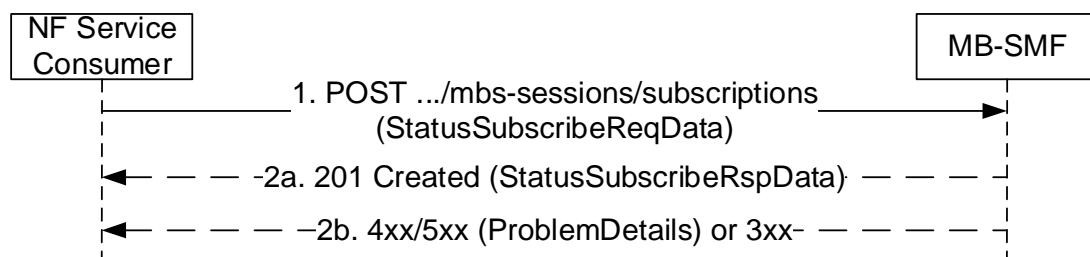 NF Service
Consumer
MB-SMF
1. POST .../mbs-sessions/subscriptions
(StatusSubscribeReqData)
2a. 201 Created (StatusSubscribeRspData)
2b. 4xx/5xx (ProblemDetails) or 3xx